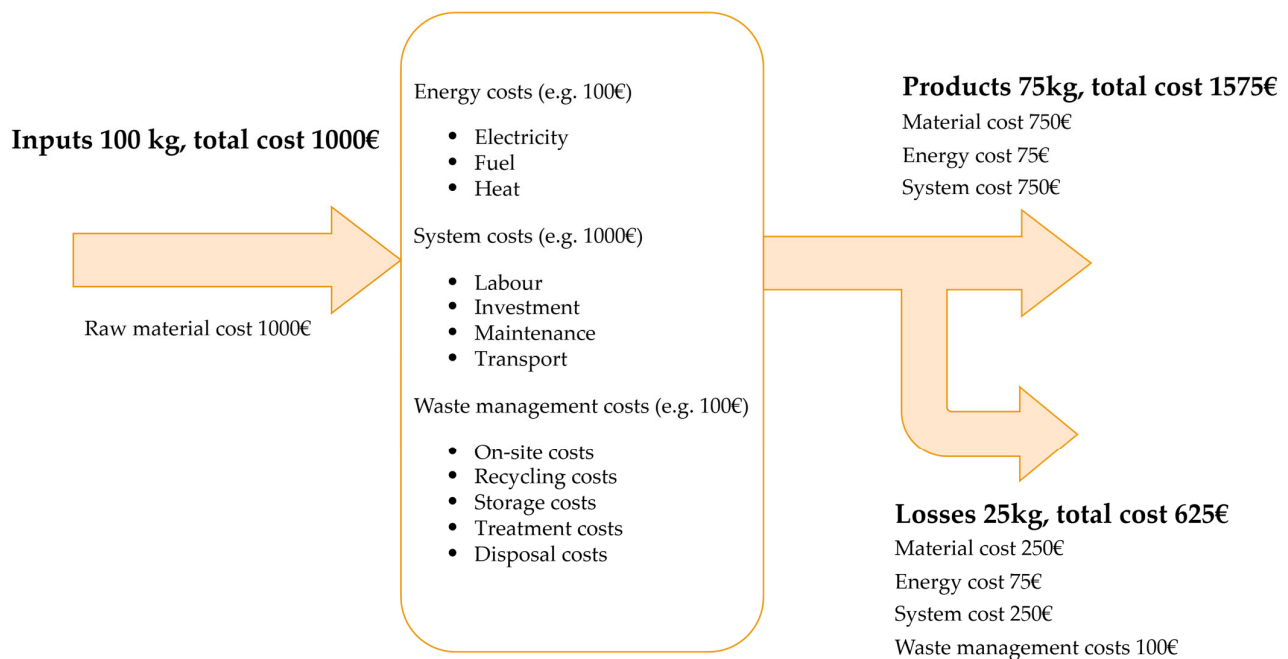 Inputs 100 kg, total cost 1000€
Raw material cost 1000€
Energy costs (e.g. 100€)
• Electricity
• Fuel
• Heat
System costs (e.g. 1000€)
• Labour
• Investment
• Maintenance
• Transport
Waste management costs (e.g. 100€)
• On-site costs
• Recycling costs
• Storage costs
• Treatment costs
• Disposal costs
Products 75kg, total cost 1575€
Material cost 750€
Energy cost 75€
System cost 750€
Losses 25kg, total cost 625€
Material cost 250€
Energy cost 75€
System cost 250€
Waste management costs 100€